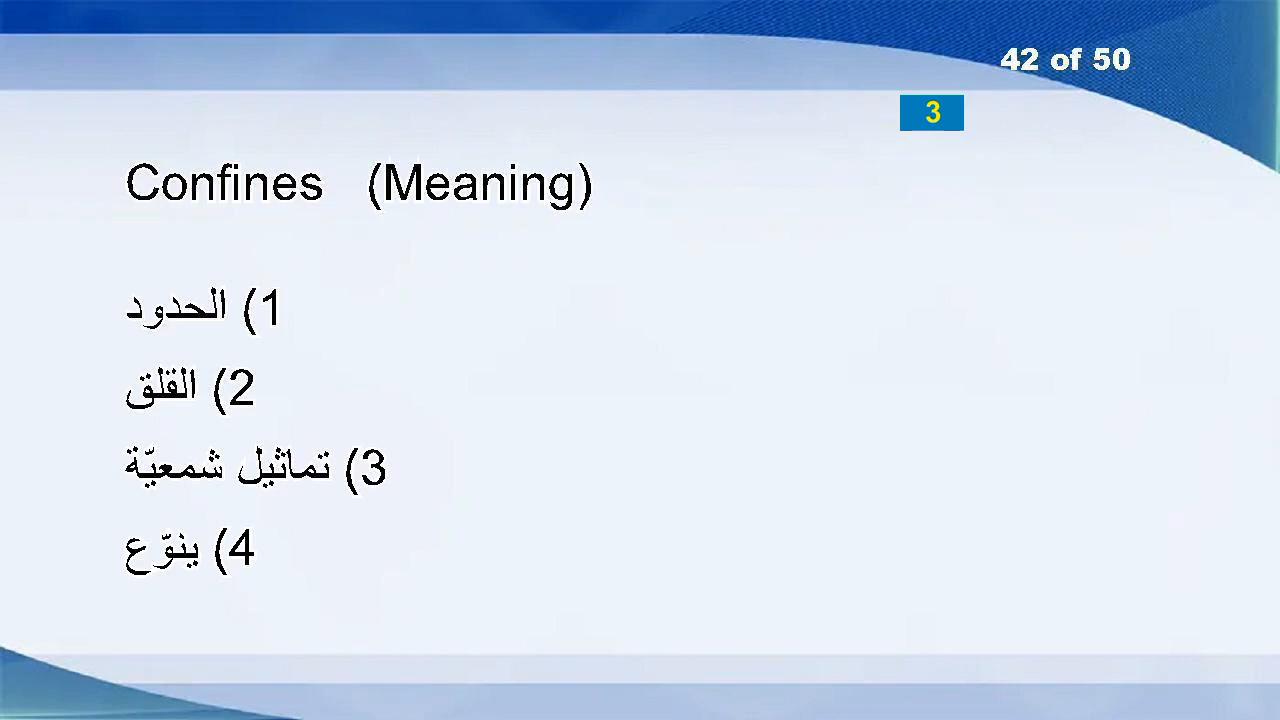 42 of 50
3
Confines (Meaning)
1) الحدود
2) القلق
3) تماثيل شمعيّة
4) ينوّع